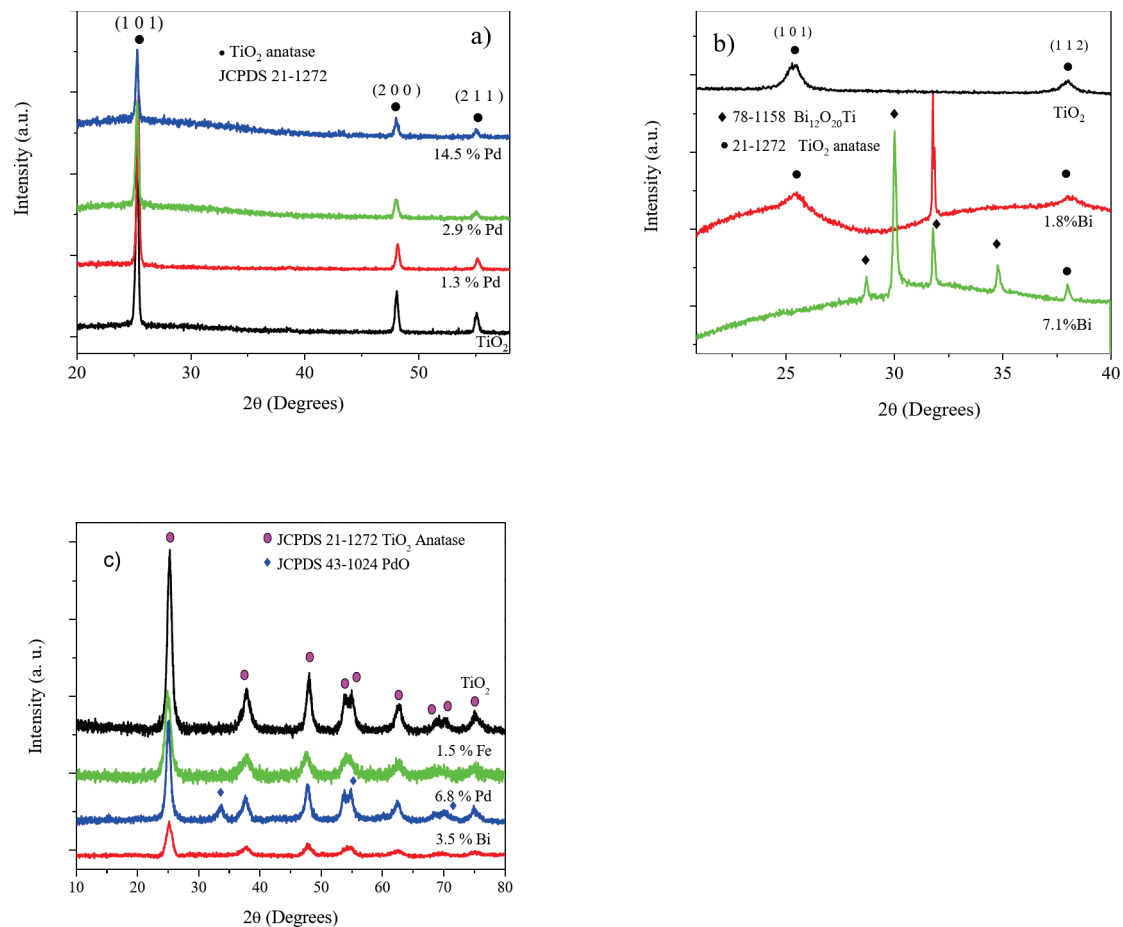 (1 0 1)
a)
● TiO₂ anatase
JCPDS 21-1272
(2 0 0)
(2 1 1)
14.5 % Pd
2.9 % Pd
1.3 % Pd
TiO₂
Intensity (a.u.)
20 30 40 50
2θ (Degrees)
b)
(1 0 1)
(1 1 2)
TiO₂
◆ 78-1158 Bi₁₂O₂₀Ti
● 21-1272 TiO₂ anatase
1.8%Bi
7.1%Bi
Intensity (a.u.)
25 30 35 40
2θ (Degrees)
c)
JCPDS 21-1272 TiO₂ Anatase
◆ JCPDS 43-1024 PdO
TiO₂
1.5 % Fe
6.8 % Pd
3.5 % Bi
Intensity (a. u.)
10 20 30 40 50 60 70 80
2θ (Degrees)